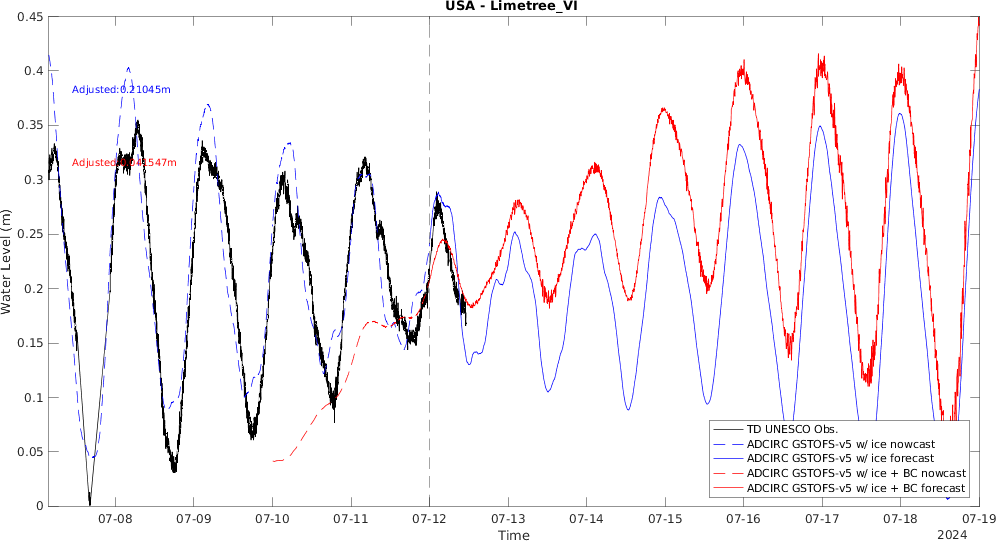 USA - Limetree_VI
0.45
0.4
0.35
0.3
0.25
0.2
0.15
0.1
0.05
0
Water Level (m)
Adjusted:0.21045m
TD UNESCO Obs.
ADCIRC GSTOFS-v5 w/ ice nowcast
ADCIRC GSTOFS-v5 w/ ice forecast
ADCIRC GSTOFS-v5 w/ ice + BC nowcast
ADCIRC GSTOFS-v5 w/ ice + BC forecast
07-08 07-09 07-10 07-11 07-12 07-13 07-14 07-15 07-16 07-17 07-18 07-19
Time
2024